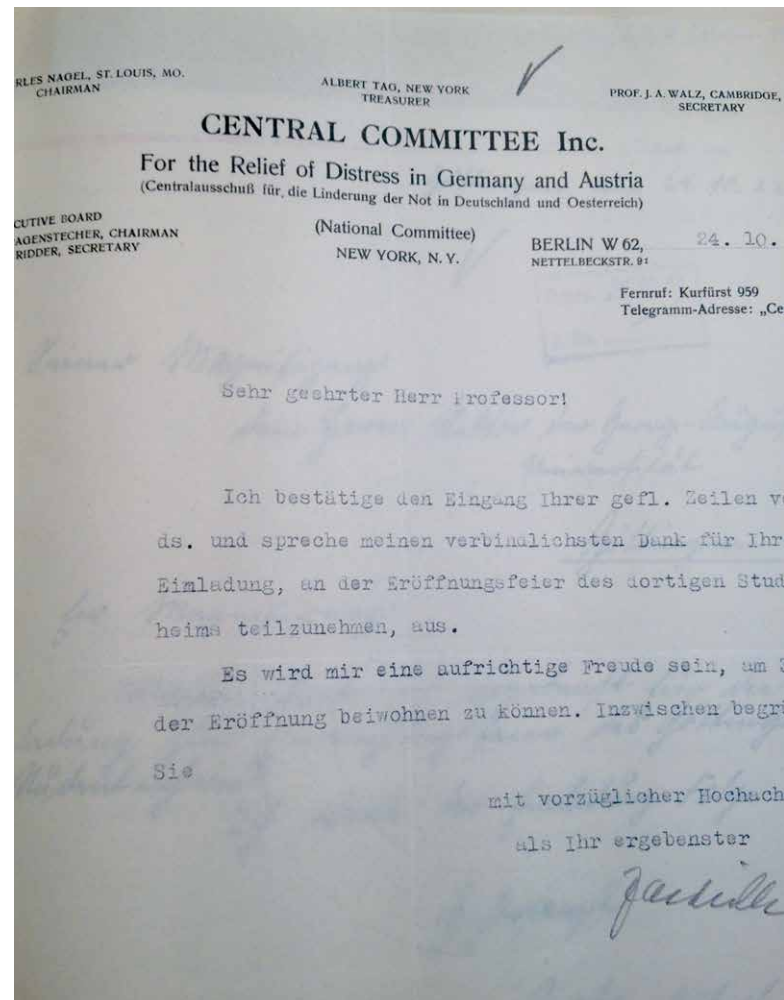 RLES NAGEL, ST. LOUIS, MO.
CHAIRMAN
ALBERT TAG, NEW YORK
TREASURER
PROF. J. A. WALZ, CAMBRIDGE,
SECRETARY
CENTRAL COMMITTEE Inc.
For the Relief of Distress in Germany and Austria
(Centralausschuß für die Linderung der Not in Deutschland und Oesterreich)
CUTIVE BOARD
AGENSTECHER, CHAIRMAN
RIDDER, SECRETARY
(National Committee)
NEW YORK, N. Y.
BERLIN W 62, 24. 10.
NETTELBECKSTR. 21
Fernruf: Kurfürst 959
Telegramm-Adresse: „Ce
Sehr geehrter Herr Professor!
Ich bestätige den Eingang Ihrer gefl. Zeilen v
ds. und spreche meinen verbindlichsten Dank für Ihr
Eimladung, an der Eröffnungsfeier des dortigen Stud
heims teilzunehmen, aus.
Es wird mir eine aufrichtige Freude sein, am
der Eröffnung beiwohnen zu können. Inzwischen begrü
Sie
mit vorzüglicher Hochach
als Ihr ergebenster